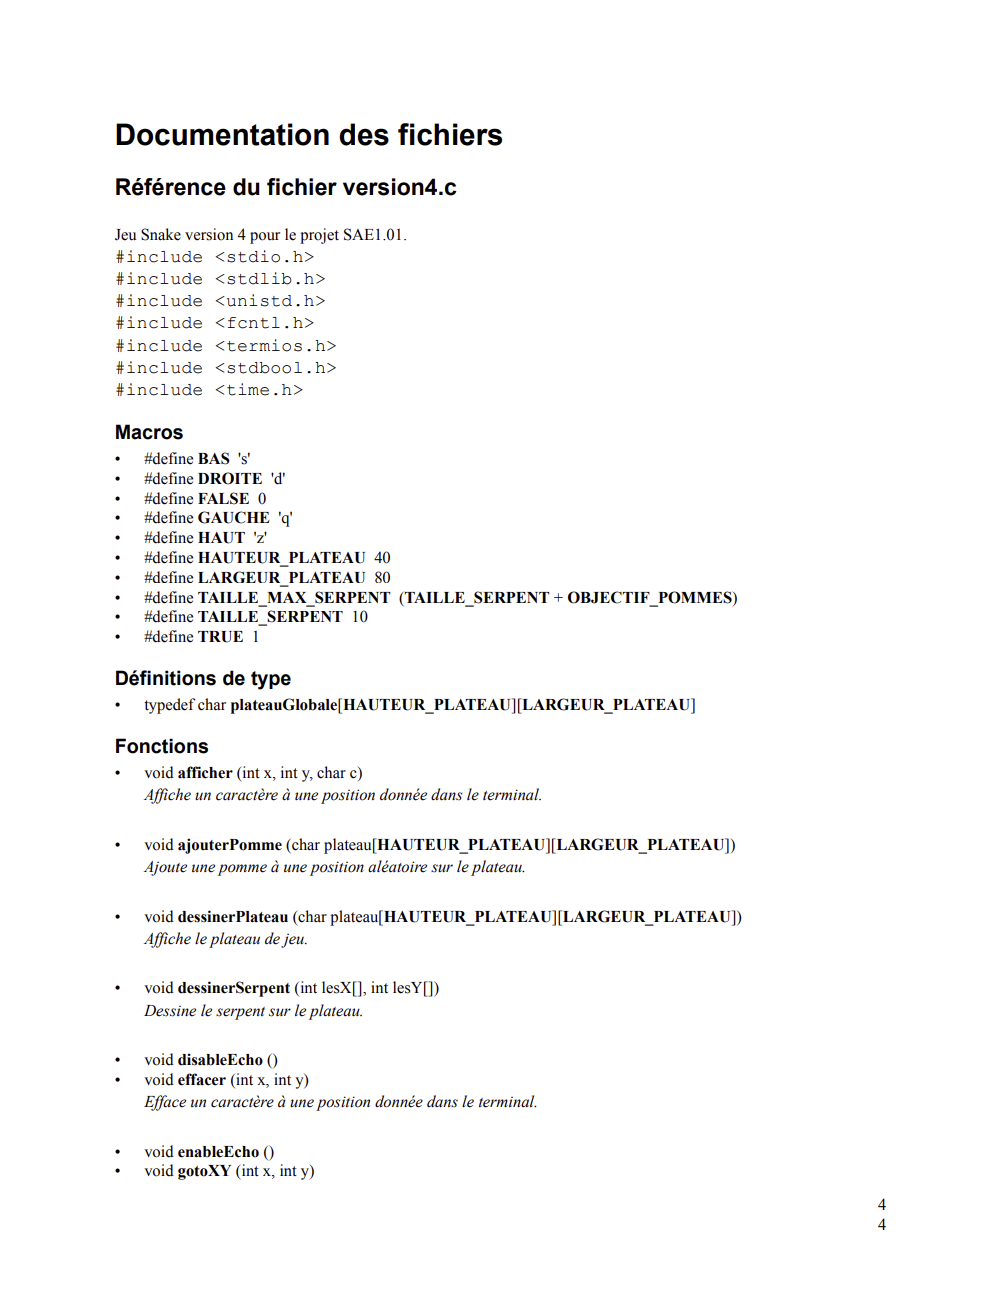 Documentation des fichiers
Référence du fichier version4.c
Jeu Snake version 4 pour le projet SAE1.01.
#include <stdio.h>
#include <stdlib.h>
#include <unistd.h>
#include <fcntl.h>
#include <termios.h>
#include <stdbool.h>
#include <time.h>
Macros
• #define BAS 's'
• #define DROITE 'd'
• #define FALSE 0
• #define GAUCHE 'q'
• #define HAUT 'z'
• #define HAUTEUR_PLATEAU 40
• #define LARGEUR_PLATEAU 80
• #define TAILLE_MAX_SERPENT (TAILLE_SERPENT + OBJECTIF_POMMES)
• #define TAILLE_SERPENT 10
• #define TRUE 1
Définitions de type
• typedef char plateauGlobale[HAUTEUR_PLATEAU][LARGEUR_PLATEAU]
Fonctions
• void afficher (int x, int y, char c)
Affiche un caractère à une position donnée dans le terminal.
• void ajouterPomme (char plateau[HAUTEUR_PLATEAU][LARGEUR_PLATEAU])
Ajoute une pomme à une position aléatoire sur le plateau.
• void dessinerPlateau (char plateau[HAUTEUR_PLATEAU][LARGEUR_PLATEAU])
Affiche le plateau de jeu.
• void dessinerSerpent (int lesX[], int lesY[])
Dessine le serpent sur le plateau.
• void disableEcho ()
• void effacer (int x, int y)
Efface un caractère à une position donnée dans le terminal.
• void enableEcho ()
• void gotoXY (int x, int y)
4
4